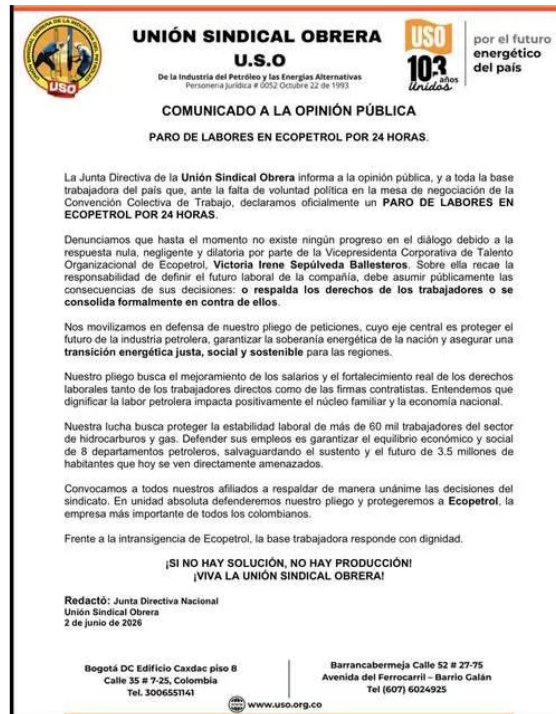 UNIÓN SINDICAL OBRERA DE LA INDUSTRIA DEL PETRÓLEO
USO
UNIÓN SINDICAL OBRERA
U.S.O
De la Industria del Petróleo y las Energías Alternativas
Personería Jurídica # 0052 Octubre 22 de 1993
USO
103 años
Unidos
por el futuro
energético
del país
COMUNICADO A LA OPINIÓN PÚBLICA
PARO DE LABORES EN ECOPETROL POR 24 HORAS.
La Junta Directiva de la Unión Sindical Obrera informa a la opinión pública, y a toda la base
trabajadora del país que, ante la falta de voluntad política en la mesa de negociación de la
Convención Colectiva de Trabajo, declaramos oficialmente un PARO DE LABORES EN
ECOPETROL POR 24 HORAS.
Denunciamos que hasta el momento no existe ningún progreso en el diálogo debido a la
respuesta nula, negligente y dilatoria por parte de la Vicepresidenta Corporativa de Talento
Organizacional de Ecopetrol, Victoria Irene Sepúlveda Ballesteros. Sobre ella recae la
responsabilidad de definir el futuro laboral de la compañía, debe asumir públicamente las
consecuencias de sus decisiones: o respalda los derechos de los trabajadores o se
consolida formalmente en contra de ellos.
Nos movilizamos en defensa de nuestro pliego de peticiones, cuyo eje central es proteger el
futuro de la industria petrolera, garantizar la soberanía energética de la nación y asegurar una
transición energética justa, social y sostenible para las regiones.
Nuestro pliego busca el mejoramiento de los salarios y el fortalecimiento real de los derechos
laborales tanto de los trabajadores directos como de las firmas contratistas. Entendemos que
dignificar la labor petrolera impacta positivamente el núcleo familiar y la economía nacional.
Nuestra lucha busca proteger la estabilidad laboral de más de 60 mil trabajadores del sector
de hidrocarburos y gas. Defender sus empleos es garantizar el equilibrio económico y social
de 8 departamentos petroleros, salvaguardando el sustento y el futuro de 3.5 millones de
habitantes que hoy se ven directamente amenazados.
Convocamos a todos nuestros afiliados a respaldar de manera unánime las decisiones del
sindicato. En unidad absoluta defenderemos nuestro pliego y protegeremos a Ecopetrol, la
empresa más importante de todos los colombianos.
Frente a la intransigencia de Ecopetrol, la base trabajadora responde con dignidad.
¡SI NO HAY SOLUCIÓN, NO HAY PRODUCCIÓN!
¡VIVA LA UNIÓN SINDICAL OBRERA!
Redactó: Junta Directiva Nacional
Unión Sindical Obrera
2 de junio de 2026
Bogotá DC Edificio Caxdac piso 8
Calle 35 # 7-25, Colombia
Tel. 3006551141
Barrancabermeja Calle 52 # 27-75
Avenida del Ferrocarril – Barrio Galán
Tel (607) 6024925
www.uso.org.co